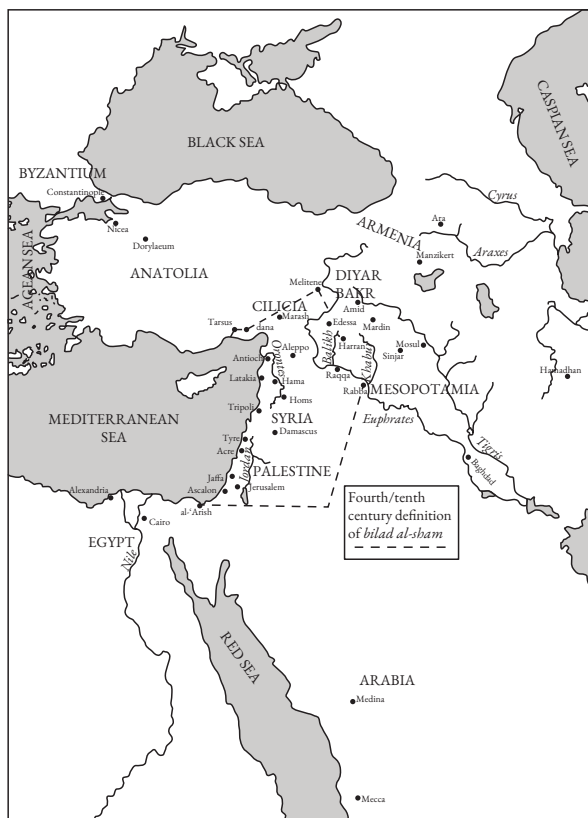 BLACK SEA
CASPIAN SEA
BYZANTIUM
Constantinople
Nicea
Dorylaeum
AEGEAN SEA
ANATOLIA
Cyrus
Ara
ARMENIA
Araxes
Manzikert
Melitene
DIYAR
BAKR
CILICIA
Amid
Marash
Edessa
Mardin
Tarsus
dana
Harran
Mosul
Sinjar
Balikh
Khabur
Antioch
Orontes
Aleppo
Raqqa
Hamadhan
Latakia
Hama
Rabba
MESOPOTAMIA
Homs
Tripoli
SYRIA
Euphrates
MEDITERRANEAN
SEA
Damascus
Tyre
Acre
Tigris
Baghdad
PALESTINE
Jordan
Jaffa
Ascalon
Jerusalem
Alexandria
al-‘Arish
Cairo
EGYPT
Nile
Fourth/tenth
century definition
of bilad al-sham
RED SEA
ARABIA
Medina
Mecca